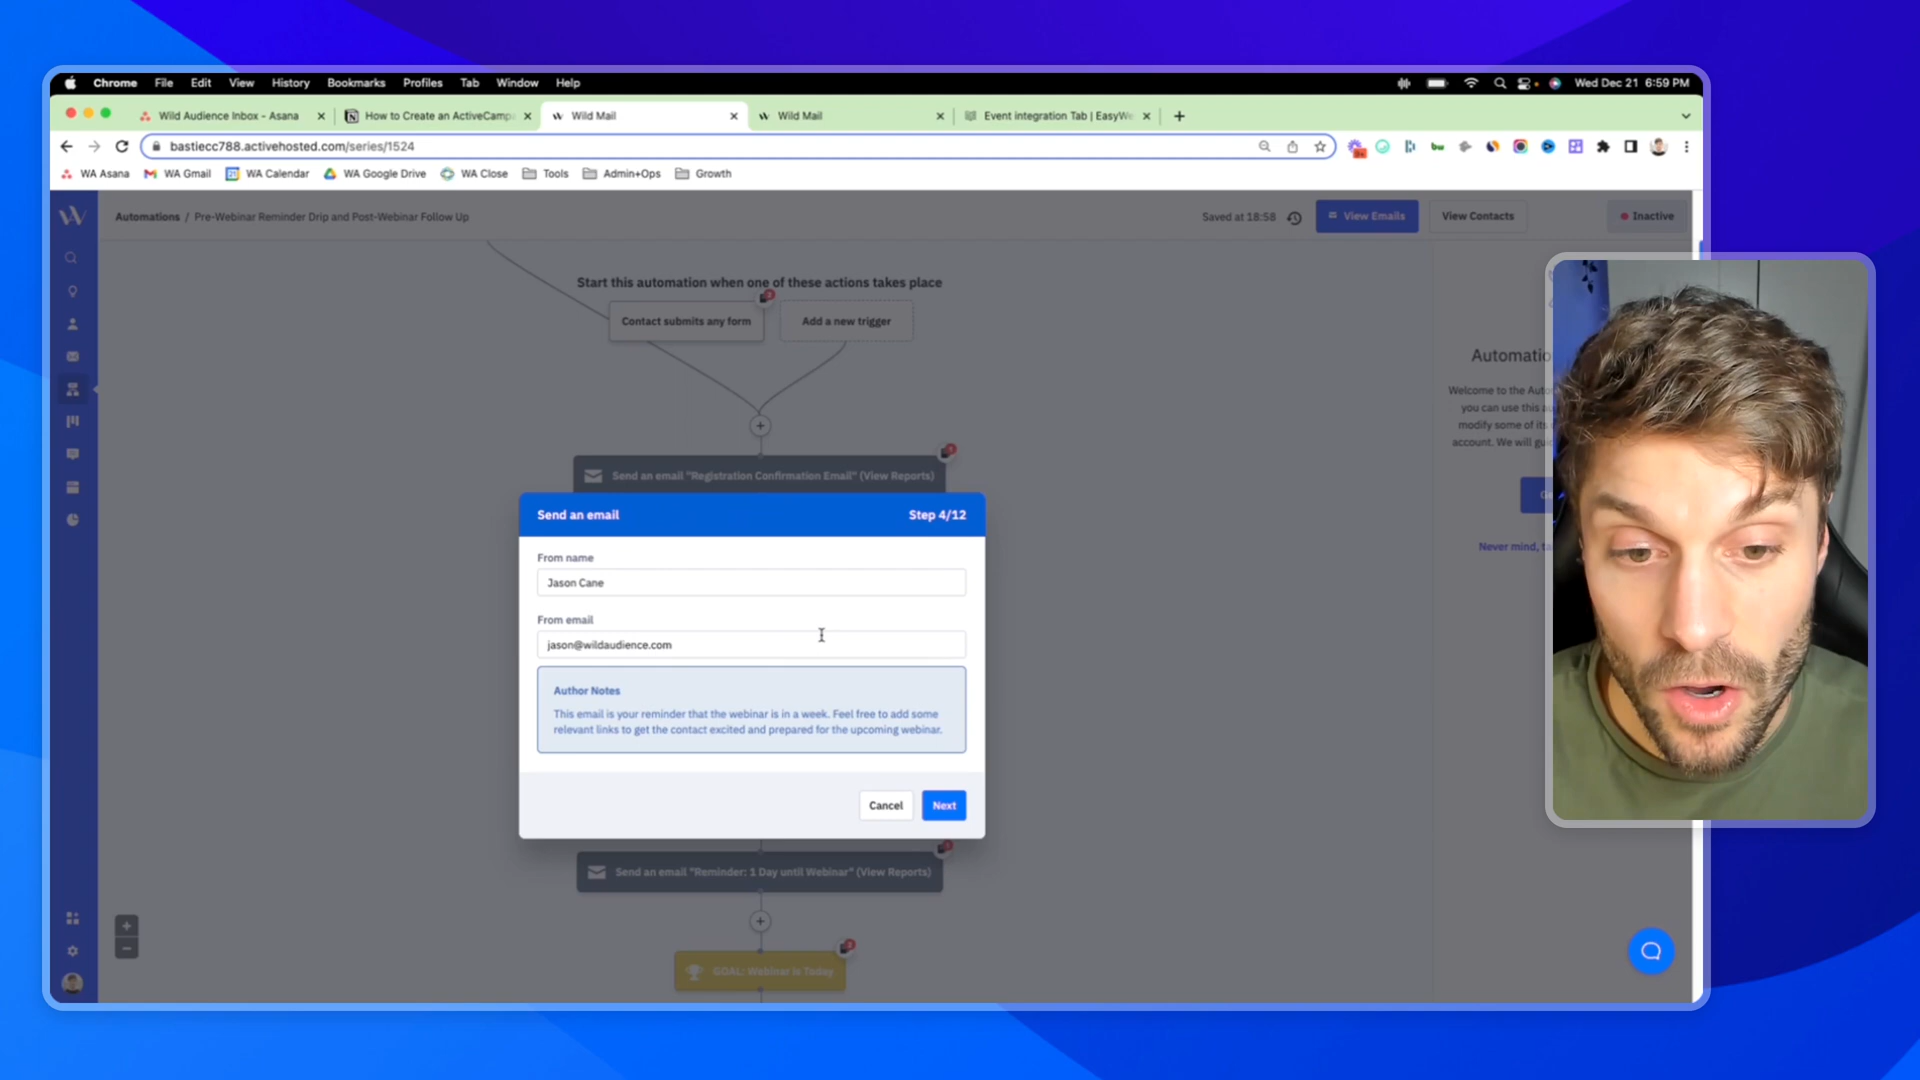 Chrome File Edit View History Bookmarks Profiles Tab Window Help Wed Dec 21 6:59 PM
Wild Audience Inbox - Asana How to Create an ActiveCamp Wild Mail Wild Mail Event integration Tab | EasyWe
bastiecc788.activehosted.com/series/1524
WA Asana WA Gmail WA Calendar WA Google Drive WA Close Tools Admin+Ops Growth
Automations / Pre-Webinar Reminder Drip and Post-Webinar Follow Up Saved at 18:58 View Emails View Contacts Inactive
Start this automation when one of these actions takes place
Contact submits any form Add a new trigger
Automatio
Welcome to the Auto
you can use this au
modify some of its
account. We will gui
Send an email "Registration Confirmation Email" (View Reports)
Never mind,
Send an email Step 4/12
From name
Jason Cane
From email
jason@wildaudience.com
Author Notes
This email is your reminder that the webinar is in a week. Feel free to add some
relevant links to get the contact excited and prepared for the upcoming webinar.
Cancel Next
Send an email "Reminder: 1 Day until Webinar" (View Reports)
GOAL: Webinar Is Today